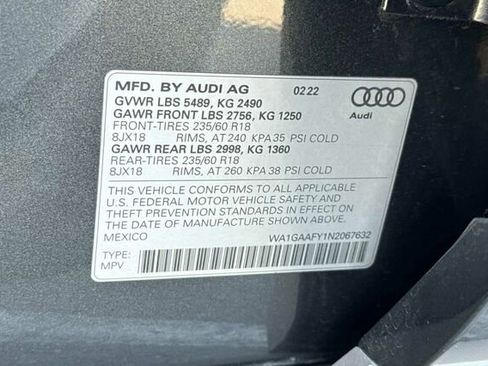 MFD. BY AUDI AG 02 22
GVWR LBS 5489, KG 2490
GAWR FRONT LBS 2756, KG 1250
FRONT-TIRES 235/60 R18
8JX18 RIMS, AT 240 KPA 35 PSI COLD
GAWR REAR LBS 2998, KG 1360
REAR-TIRES 235/60 R18
8JX18 RIMS, AT 260 KPA 38 PSI COLD
Audi
THIS VEHICLE CONFORMS TO ALL APPLICABLE
U.S. FEDERAL MOTOR VEHICLE SAFETY AND
THEFT PREVENTION STANDARDS IN EFFECT ON
THE DATE OF MANUFACTURE SHOWN ABOVE.
MEXICO WA1GAAFY1N2067632
TYPE:
MPV